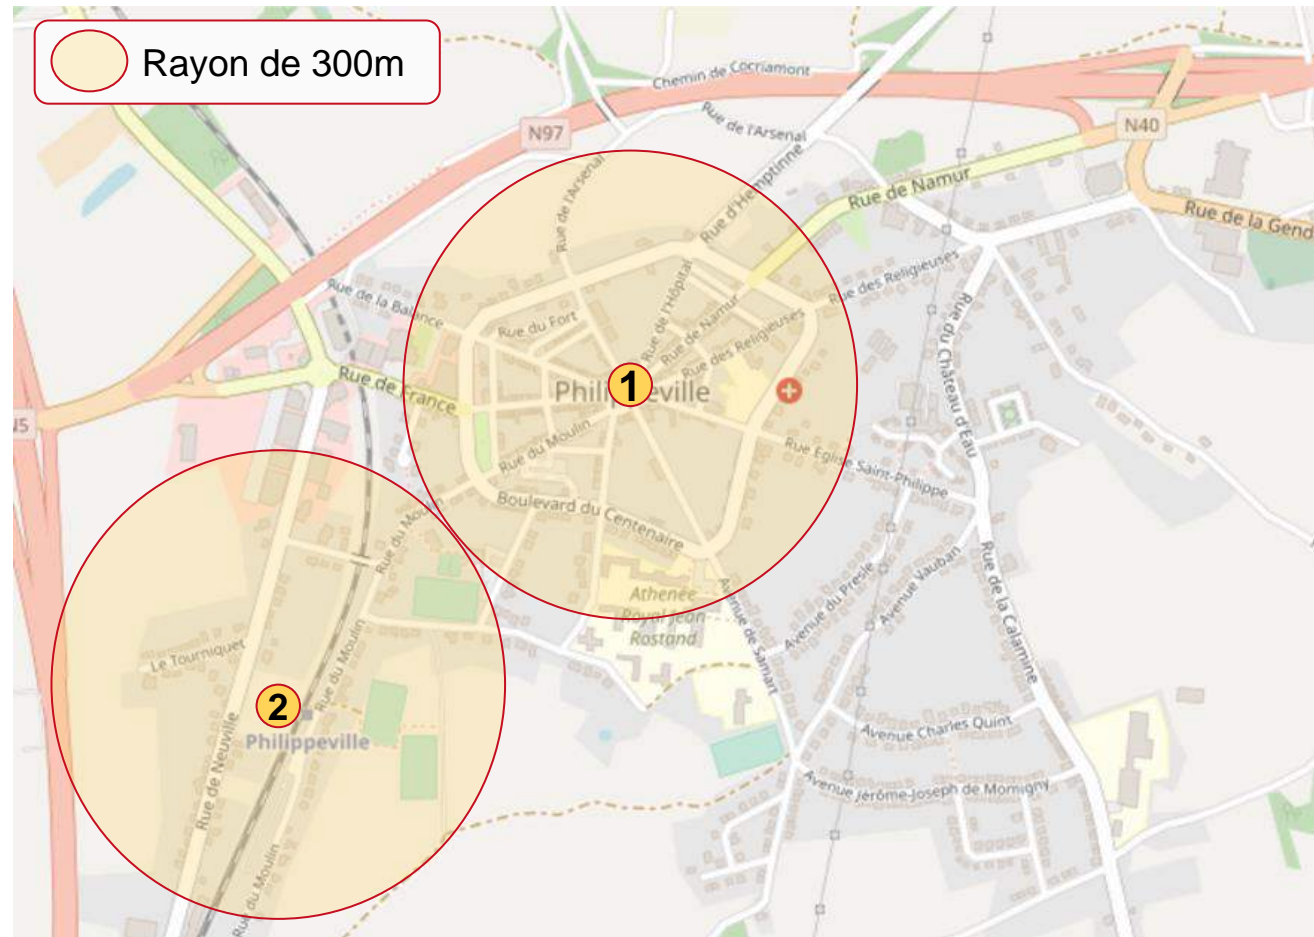 Rayon de 300m
Chemin de Cocriamont
Rue de l'Arsenal
N97
N40
Rue de l'Arsenal
Rue d'Hemptinne
Rue de Namur
Rue de la Gend
Rue de la Balance
Rue du Fort
Rue de l'Hôpital
Rue de Namur
Rue des Religieuses
Rue des Religieuses
Rue du Château d'Eau
Rue de France
1
Philippeville
N5
Rue du Moulin
Rue Eglise Saint-Philippe
Boulevard du Centenaire
Rue du Moulin
Athenée
Royal Jean
Rostand
Avenue de Samart
Avenue du Presle
Avenue Vauban
Rue de la Calamine
Le Tourniquet
Rue du Moulin
2
Philippeville
Rue de Neuville
Avenue Charles Quint
Avenue Jérôme-Joseph de Momigny
Rue du Moulin